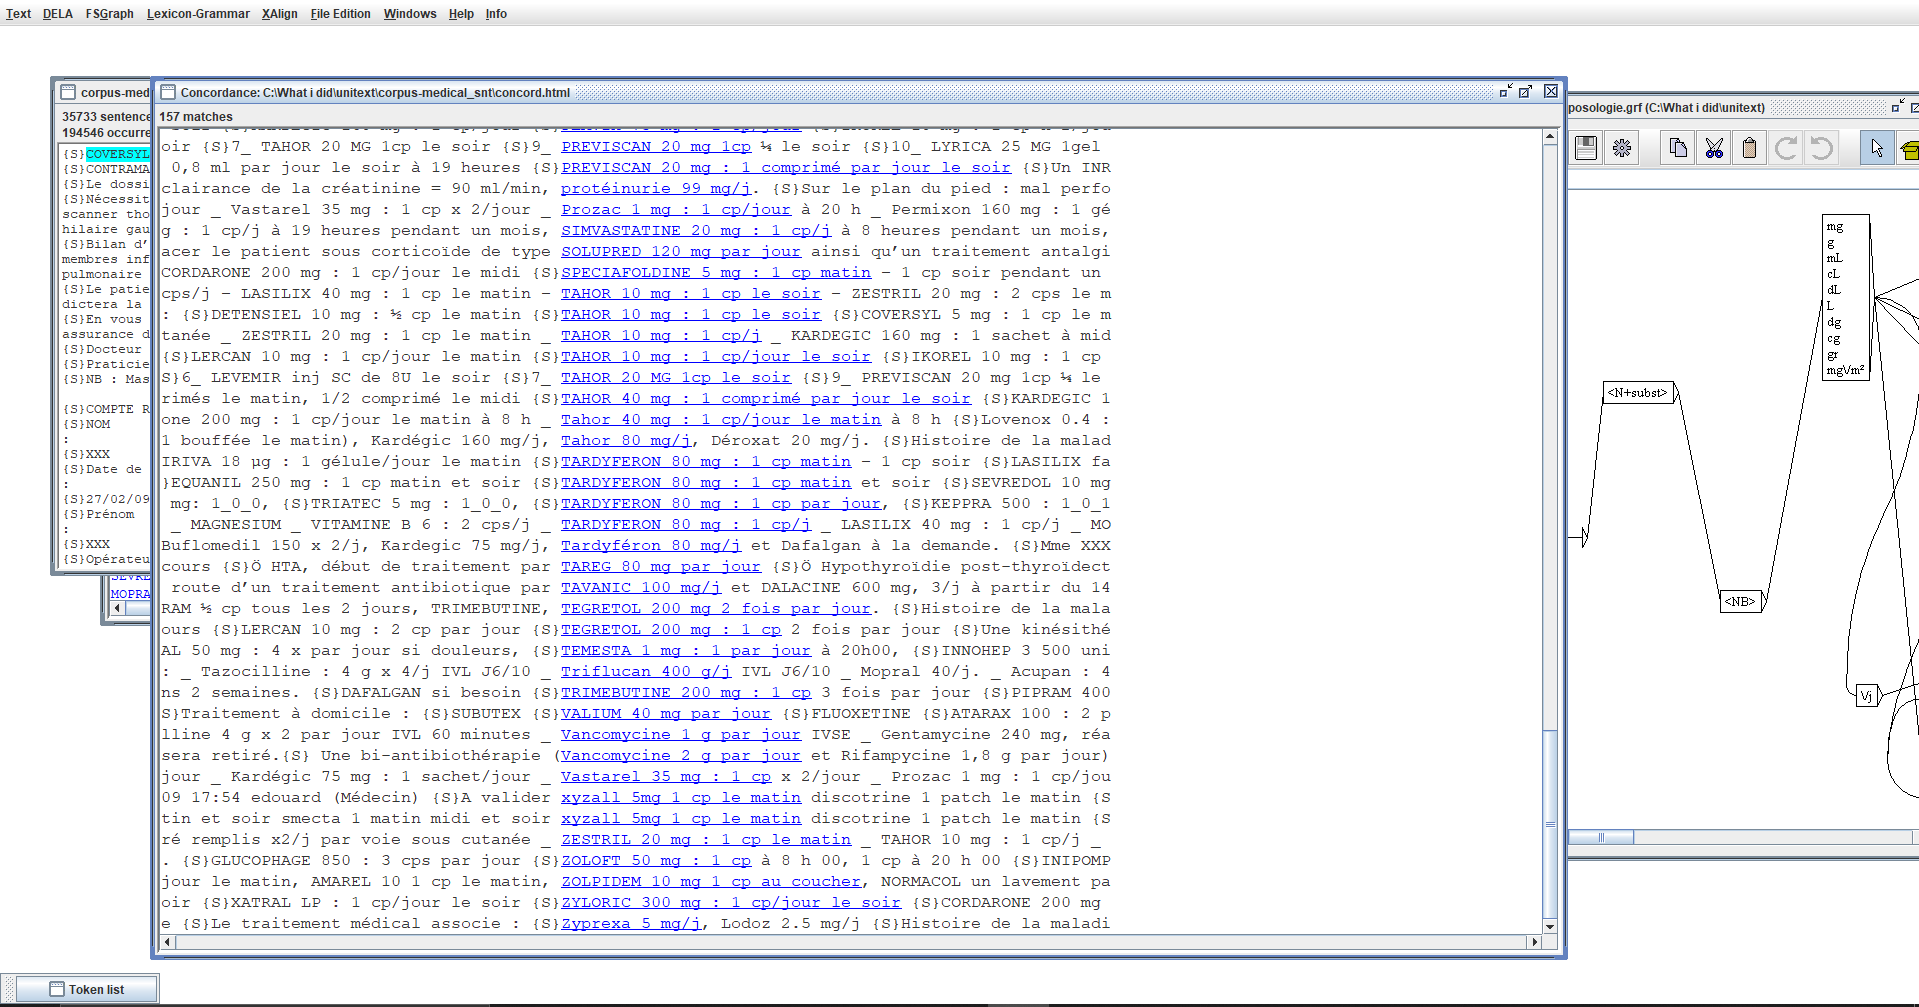 Text DELA FSGraph Lexicon-Grammar XAlign File Edition Windows Help Info
corpus-med
35733 sentence
194546 occurre
{S}COVERSYL
{S}CONTRAMA
{S}Le dossi
{S}Nécessit
scanner tho
hilaire gau
{S}Bilan d’
membres inf
pulmonaire
{S}Le patie
dictera la
{S}En vous
assurance d
{S}Docteur
{S}Praticie
{S}NB : Mas
{S}COMPTE R
{S}NOM
:
{S}XXX
{S}Date de
:
{S}27/02/09
{S}Prénom
:
{S}XXX
{S}Opérateu
MOPRA
Concordance: C:\What i did\unitext\corpus-medical_snt\concord.html
157 matches
oir {S}7_ TAHOR 20 MG 1cp le soir {S}9_ PREVISCAN 20 mg 1cp ¼ le soir {S}10_ LYRICA 25 MG 1gel
0,8 ml par jour le soir à 19 heures {S}PREVISCAN 20 mg : 1 comprimé par jour le soir {S}Un INR
clairance de la créatinine = 90 ml/min, protéinurie 99 mg/j. {S}Sur le plan du pied : mal perfo
jour _ Vastarel 35 mg : 1 cp x 2/jour _ Prozac 1 mg : 1 cp/jour à 20 h _ Permixon 160 mg : 1 gé
g : 1 cp/j à 19 heures pendant un mois, SIMVASTATINE 20 mg : 1 cp/j à 8 heures pendant un mois,
acer le patient sous corticoïde de type SOLUPRED 120 mg par jour ainsi qu’un traitement antalgi
CORDARONE 200 mg : 1 cp/jour le midi {S}SPECIAFOLDINE 5 mg : 1 cp matin – 1 cp soir pendant un
cps/j – LASILIX 40 mg : 1 cp le matin – TAHOR 10 mg : 1 cp le soir – ZESTRIL 20 mg : 2 cps le m
: {S}DETENSIEL 10 mg : ½ cp le matin {S}TAHOR 10 mg : 1 cp le soir {S}COVERSYL 5 mg : 1 cp le m
tanée _ ZESTRIL 20 mg : 1 cp le matin _ TAHOR 10 mg : 1 cp/j _ KARDEGIC 160 mg : 1 sachet à mid
{S}LERCAN 10 mg : 1 cp/jour le matin {S}TAHOR 10 mg : 1 cp/jour le soir {S}IKOREL 10 mg : 1 cp
S}6_ LEVEMIR inj SC de 8U le soir {S}7_ TAHOR 20 MG 1cp le soir {S}9_ PREVISCAN 20 mg 1cp ¼ le
rimés le matin, 1/2 comprimé le midi {S}TAHOR 40 mg : 1 comprimé par jour le soir {S}KARDEGIC 1
one 200 mg : 1 cp/jour le matin à 8 h _ Tahor 40 mg : 1 cp/jour le matin à 8 h {S}Lovenox 0.4 :
1 bouffée le matin), Kardégic 160 mg/j, Tahor 80 mg/j, Déroxat 20 mg/j. {S}Histoire de la malad
IRIVA 18 µg : 1 gélule/jour le matin {S}TARDYFERON 80 mg : 1 cp matin – 1 cp soir {S}LASILIX fa
}EQUANIL 250 mg : 1 cp matin et soir {S}TARDYFERON 80 mg : 1 cp matin et soir {S}SEVREDOL 10 mg
mg: 1_0_0, {S}TRIATEC 5 mg : 1_0_0, {S}TARDYFERON 80 mg : 1 cp par jour, {S}KEPPRA 500 : 1_0_1
_ MAGNESIUM _ VITAMINE B 6 : 2 cps/j _ TARDYFERON 80 mg : 1 cp/j _ LASILIX 40 mg : 1 cp/j _ MO
Buflomedil 150 x 2/j, Kardegic 75 mg/j, Tardyféron 80 mg/j et Dafalgan à la demande. {S}Mme XXX
cours {S}Ö HTA, début de traitement par TAREG 80 mg par jour {S}Ö Hypothyroïdie post-thyroïdect
route d’un traitement antibiotique par TAVANIC 100 mg/j et DALACINE 600 mg, 3/j à partir du 14
RAM ½ cp tous les 2 jours, TRIMEBUTINE, TEGRETOL 200 mg 2 fois par jour. {S}Histoire de la mala
ours {S}LERCAN 10 mg : 2 cp par jour {S}TEGRETOL 200 mg : 1 cp 2 fois par jour {S}Une kinésithé
AL 50 mg : 4 x par jour si douleurs, {S}TEMESTA 1 mg : 1 par jour à 20h00, {S}INNOHEP 3 500 uni
: _ Tazocilline : 4 g x 4/j IVL J6/10 _ Triflucan 400 g/j IVL J6/10 _ Mopral 40/j. _ Acupan : 4
ns 2 semaines. {S}DAFALGAN si besoin {S}TRIMEBUTINE 200 mg : 1 cp 3 fois par jour {S}PIPRAM 400
S}Traitement à domicile : {S}SUBUTEX {S}VALIUM 40 mg par jour {S}FLUOXETINE {S}ATARAX 100 : 2 p
lline 4 g x 2 par jour IVL 60 minutes _ Vancomycine 1 g par jour IVSE _ Gentamycine 240 mg, réa
sera retiré.{S} Une bi-antibiothérapie (Vancomycine 2 g par jour et Rifampycine 1,8 g par jour)
jour _ Kardégic 75 mg : 1 sachet/jour _ Vastarel 35 mg : 1 cp x 2/jour _ Prozac 1 mg : 1 cp/jou
09 17:54 edouard (Médecin) {S}A valider xyzall 5mg 1 cp le matin discotrine 1 patch le matin {S
tin et soir smecta 1 matin midi et soir xyzall 5mg 1 cp le matin discotrine 1 patch le matin {S
ré remplis x2/j par voie sous cutanée _ ZESTRIL 20 mg : 1 cp le matin _ TAHOR 10 mg : 1 cp/j _
. {S}GLUCOPHAGE 850 : 3 cps par jour {S}ZOLOFT 50 mg : 1 cp à 8 h 00, 1 cp à 20 h 00 {S}INIPOMP
jour le matin, AMAREL 10 1 cp le matin, ZOLPIDEM 10 mg 1 cp au coucher, NORMACOL un lavement pa
oir {S}XATRAL LP : 1 cp/jour le soir {S}ZYLORIC 300 mg : 1 cp/jour le soir {S}CORDARONE 200 mg
e {S}Le traitement médical associe : {S}Zyprexa 5 mg/j, Lodoz 2.5 mg/j {S}Histoire de la maladi
posologie.grf (C:\What i did\unitext)
mg
g
mL
cL
dL
L
dg
cg
gr
mg\/m²
<N+subst>
<NB>
\/j
Token list